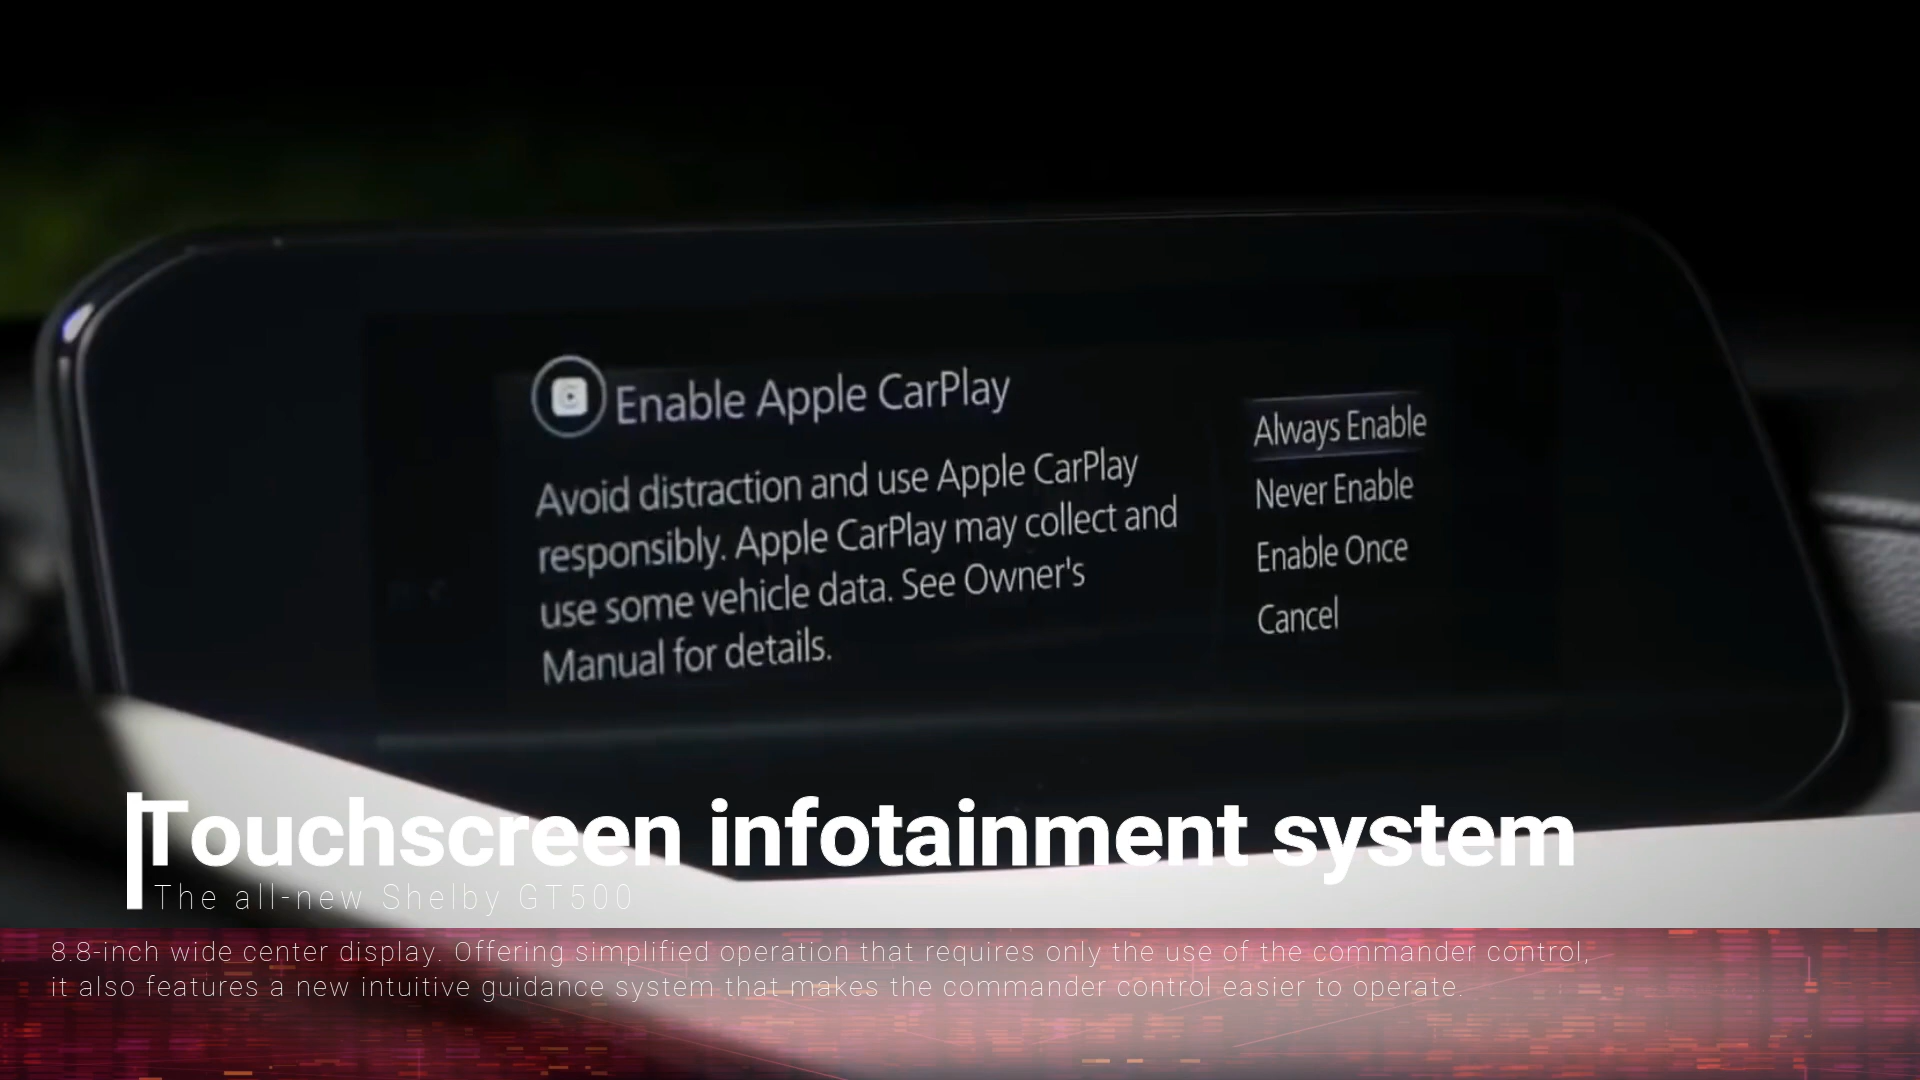 Enable Apple CarPlay
Avoid distraction and use Apple CarPlay
responsibly. Apple CarPlay may collect and
use some vehicle data. See Owner's
Manual for details.
Always Enable
Never Enable
Enable Once
Cancel
Touchscreen infotainment system
The all-new Shelby GT500
8.8-inch wide center display. Offering simplified operation that requires only the use of the commander control,
it also features a new intuitive guidance system that makes the commander control easier to operate.